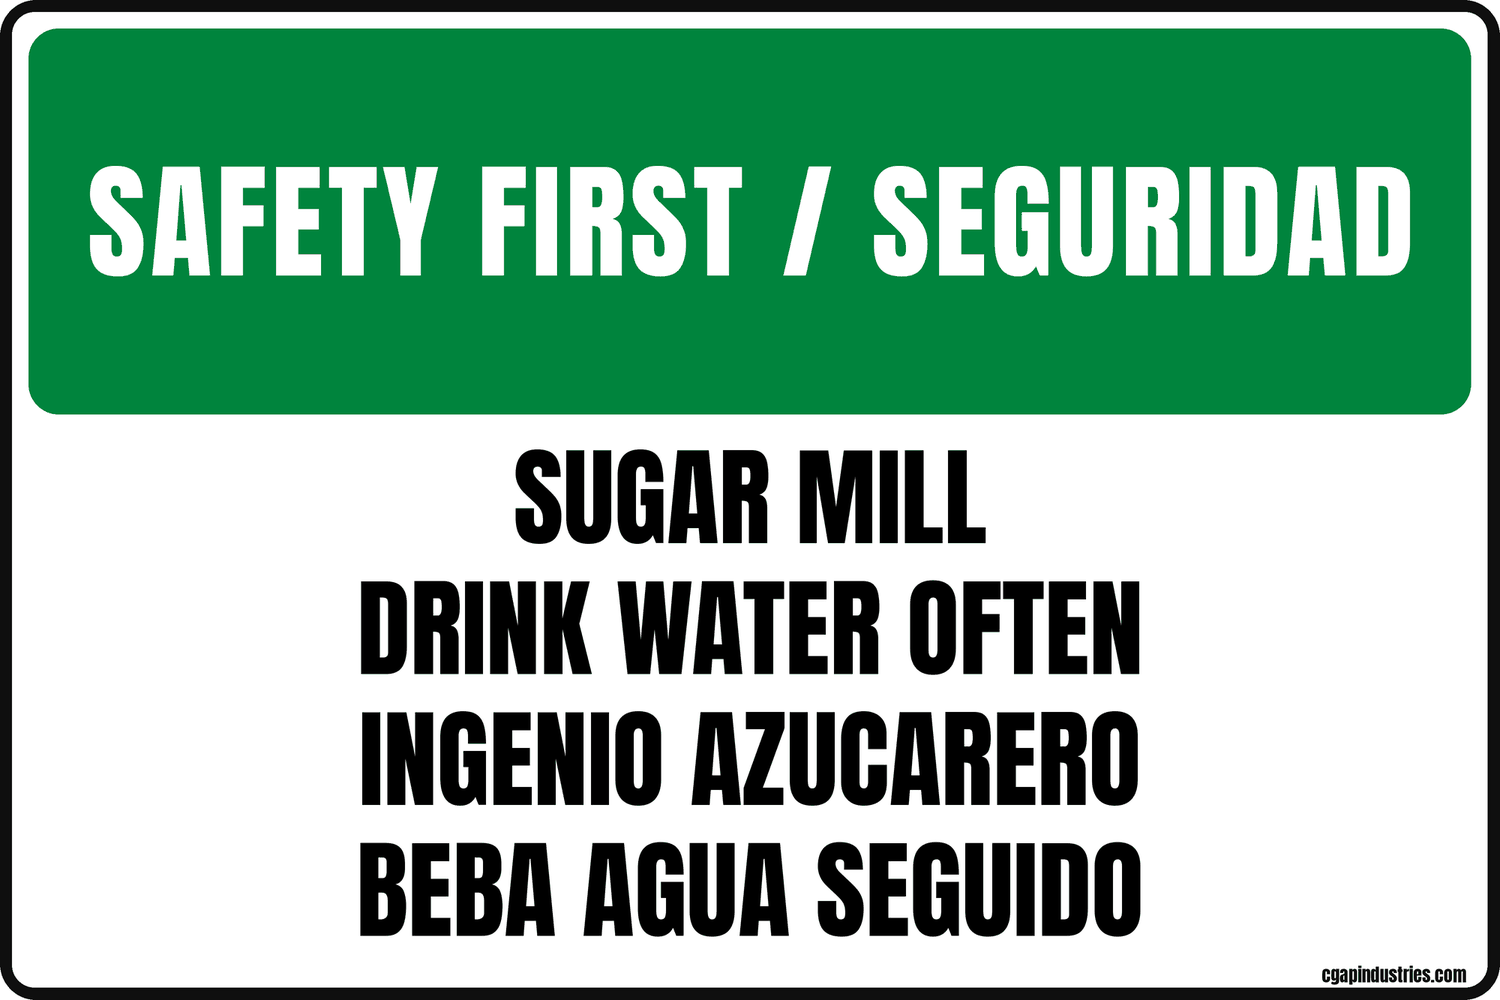 SAFETY FIRST / SEGURIDAD
SUGAR MILL
DRINK WATER OFTEN
INGENIO AZUCARERO
BEBA AGUA SEGUIDO
cgapindustries.com